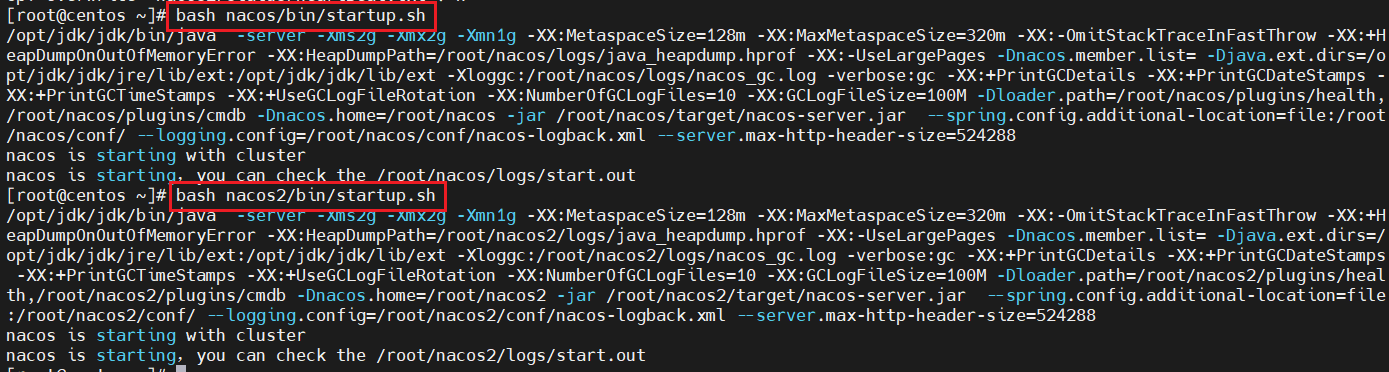 [root@centos ~]# bash nacos/bin/startup.sh
/opt/jdk/jdk/bin/java  -server -Xms2g -Xmx2g -Xmn1g -XX:MetaspaceSize=128m -XX:MaxMetaspaceSize=320m -XX:-OmitStackTraceInFastThrow -XX:+H
eapDumpOnOutOfMemoryError -XX:HeapDumpPath=/root/nacos/logs/java_heapdump.hprof -XX:-UseLargePages -Dnacos.member.list= -Djava.ext.dirs=/o
pt/jdk/jdk/jre/lib/ext:/opt/jdk/jdk/lib/ext -Xloggc:/root/nacos/logs/nacos_gc.log -verbose:gc -XX:+PrintGCDetails -XX:+PrintGCDateStamps -
XX:+PrintGCTimeStamps -XX:+UseGCLogFileRotation -XX:NumberOfGCLogFiles=10 -XX:GCLogFileSize=100M -Dloader.path=/root/nacos/plugins/health,
/root/nacos/plugins/cmdb -Dnacos.home=/root/nacos -jar /root/nacos/target/nacos-server.jar  --spring.config.additional-location=file:/root
/nacos/conf/ --logging.config=/root/nacos/conf/nacos-logback.xml --server.max-http-header-size=524288
nacos is starting with cluster
nacos is starting，you can check the /root/nacos/logs/start.out
[root@centos ~]# bash nacos2/bin/startup.sh
/opt/jdk/jdk/bin/java  -server -Xms2g -Xmx2g -Xmn1g -XX:MetaspaceSize=128m -XX:MaxMetaspaceSize=320m -XX:-OmitStackTraceInFastThrow -XX:+H
eapDumpOnOutOfMemoryError -XX:HeapDumpPath=/root/nacos2/logs/java_heapdump.hprof -XX:-UseLargePages -Dnacos.member.list= -Djava.ext.dirs=/
opt/jdk/jdk/jre/lib/ext:/opt/jdk/jdk/lib/ext -Xloggc:/root/nacos2/logs/nacos_gc.log -verbose:gc -XX:+PrintGCDetails -XX:+PrintGCDateStamps
 -XX:+PrintGCTimeStamps -XX:+UseGCLogFileRotation -XX:NumberOfGCLogFiles=10 -XX:GCLogFileSize=100M -Dloader.path=/root/nacos2/plugins/heal
th,/root/nacos2/plugins/cmdb -Dnacos.home=/root/nacos2 -jar /root/nacos2/target/nacos-server.jar  --spring.config.additional-location=file
:/root/nacos2/conf/ --logging.config=/root/nacos2/conf/nacos-logback.xml --server.max-http-header-size=524288
nacos is starting with cluster
nacos is starting，you can check the /root/nacos2/logs/start.out